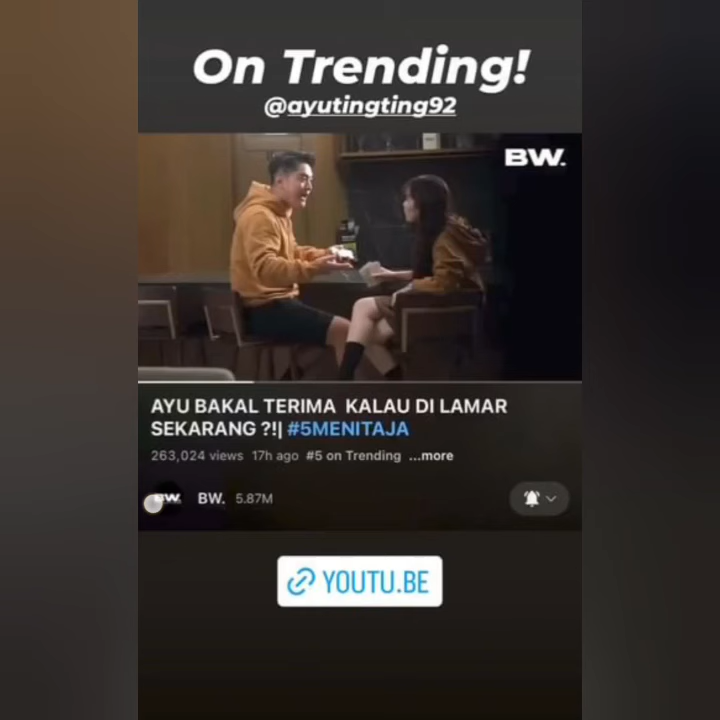 On Trending!
@ayutingting92
BW.
AYU BAKAL TERIMA KALAU DI LAMAR
SEKARANG ?!| #5MENITAJA
263,024 views 17h ago #5 on Trending ...more
BW. BW. 5.87M
YOUTU.BE